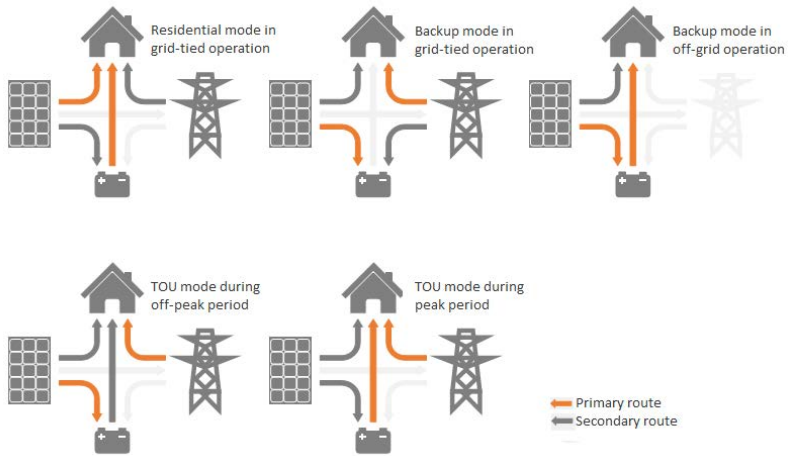 Residential mode in
grid-tied operation
Backup mode in
grid-tied operation
Backup mode in
off-grid operation
TOU mode during
off-peak period
TOU mode during
peak period
Primary route
Secondary route